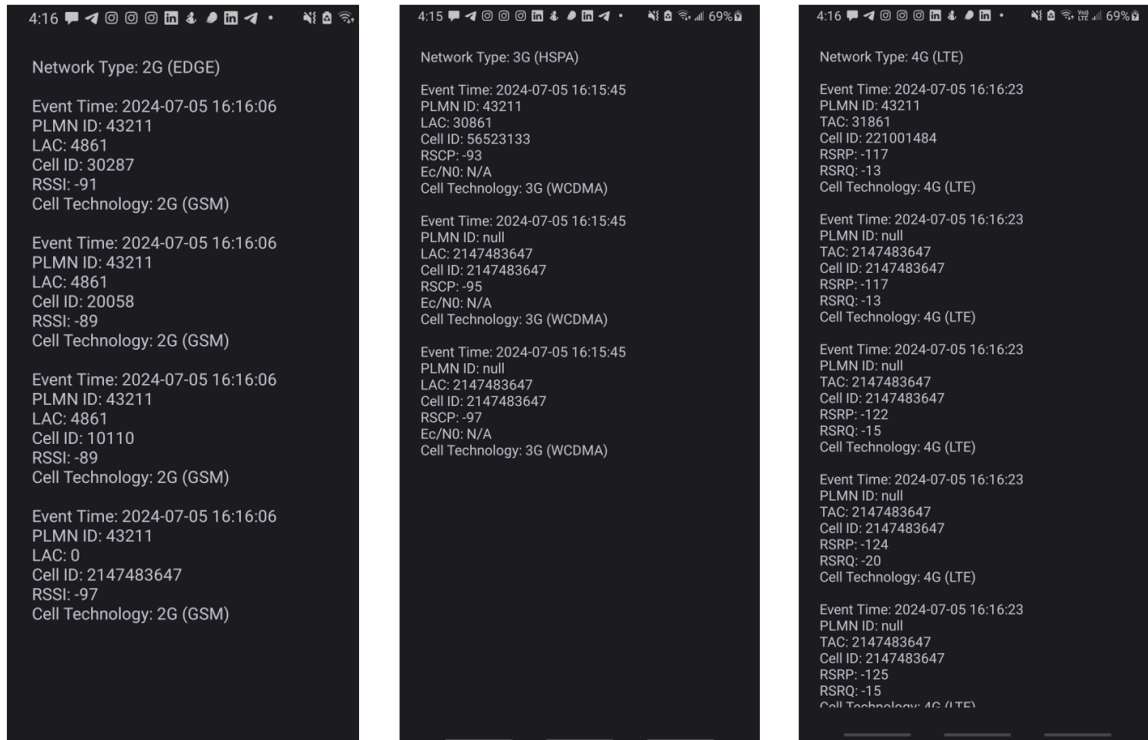 4:16
Network Type: 2G (EDGE)
Event Time: 2024-07-05 16:16:06
PLMN ID: 43211
LAC: 4861
Cell ID: 30287
RSSI: -91
Cell Technology: 2G (GSM)
Event Time: 2024-07-05 16:16:06
PLMN ID: 43211
LAC: 4861
Cell ID: 20058
RSSI: -89
Cell Technology: 2G (GSM)
Event Time: 2024-07-05 16:16:06
PLMN ID: 43211
LAC: 4861
Cell ID: 10110
RSSI: -89
Cell Technology: 2G (GSM)
Event Time: 2024-07-05 16:16:06
PLMN ID: 43211
LAC: 0
Cell ID: 2147483647
RSSI: -97
Cell Technology: 2G (GSM)
4:15 69%
Network Type: 3G (HSPA)
Event Time: 2024-07-05 16:15:45
PLMN ID: 43211
LAC: 30861
Cell ID: 56523133
RSCP: -93
Ec/N0: N/A
Cell Technology: 3G (WCDMA)
Event Time: 2024-07-05 16:15:45
PLMN ID: null
LAC: 2147483647
Cell ID: 2147483647
RSCP: -95
Ec/N0: N/A
Cell Technology: 3G (WCDMA)
Event Time: 2024-07-05 16:15:45
PLMN ID: null
LAC: 2147483647
Cell ID: 2147483647
RSCP: -97
Ec/N0: N/A
Cell Technology: 3G (WCDMA)
4:16 69%
Network Type: 4G (LTE)
Event Time: 2024-07-05 16:16:23
PLMN ID: 43211
TAC: 31861
Cell ID: 221001484
RSRP: -117
RSRQ: -13
Cell Technology: 4G (LTE)
Event Time: 2024-07-05 16:16:23
PLMN ID: null
TAC: 2147483647
Cell ID: 2147483647
RSRP: -117
RSRQ: -13
Cell Technology: 4G (LTE)
Event Time: 2024-07-05 16:16:23
PLMN ID: null
TAC: 2147483647
Cell ID: 2147483647
RSRP: -122
RSRQ: -15
Cell Technology: 4G (LTE)
Event Time: 2024-07-05 16:16:23
PLMN ID: null
TAC: 2147483647
Cell ID: 2147483647
RSRP: -124
RSRQ: -20
Cell Technology: 4G (LTE)
Event Time: 2024-07-05 16:16:23
PLMN ID: null
TAC: 2147483647
Cell ID: 2147483647
RSRP: -125
RSRQ: -15
Cell Technology: 4G (LTE)